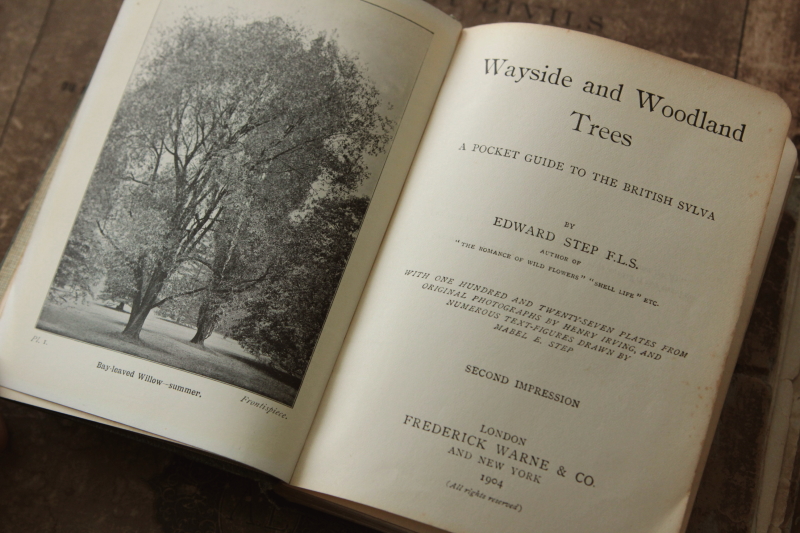 Pl. 1.
Bay-leaved Willow—summer.
Frontispiece.
Wayside and Woodland
Trees
A POCKET GUIDE TO THE BRITISH SYLVA
BY
EDWARD STEP F.L.S.
AUTHOR OF
"THE ROMANCE OF WILD FLOWERS" "SHELL LIFE" ETC.
WITH ONE HUNDRED AND TWENTY-SEVEN PLATES FROM
ORIGINAL PHOTOGRAPHS BY HENRY IRVING, AND
NUMEROUS TEXT-FIGURES DRAWN BY
MABEL E. STEP
SECOND IMPRESSION
LONDON
FREDERICK WARNE & CO.
AND NEW YORK
1904
(All rights reserved)